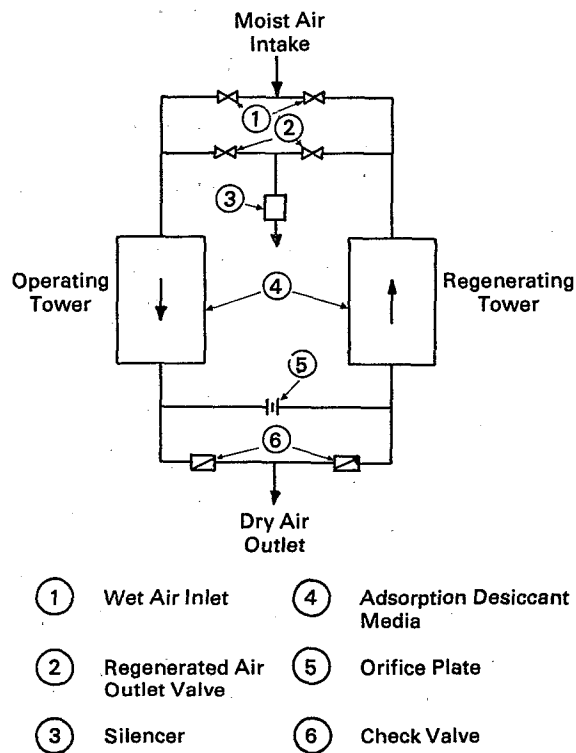 Moist Air
Intake
1
2
3
Operating
Tower
4
Regenerating
Tower
5
6
Dry Air
Outlet
1 Wet Air Inlet
4 Adsorption Desiccant
Media
2 Regenerated Air
Outlet Valve
5 Orifice Plate
3 Silencer
6 Check Valve